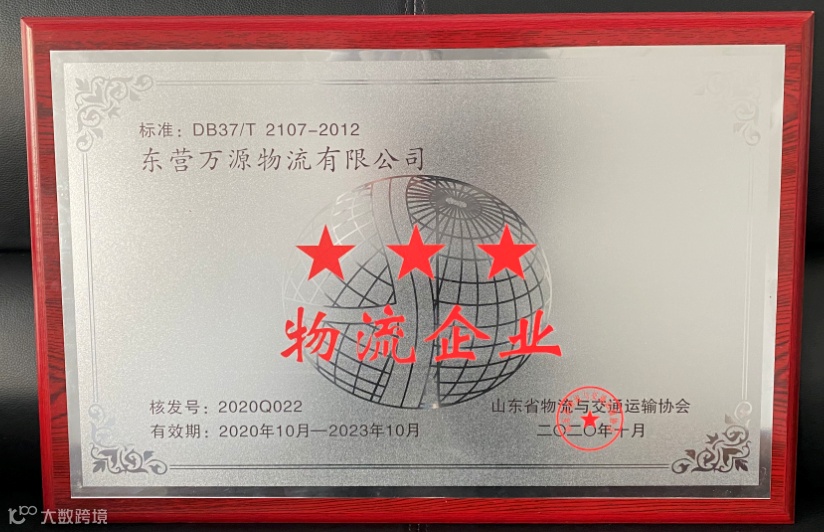 标准：DB37/T 2107-2012
东营万源物流有限公司
★ ★ ★
物流企业
核发号：2020Q022
山东省物流与交通运输协会
有效期：2020年10月—2023年10月
二〇二〇年十月
大数跨境